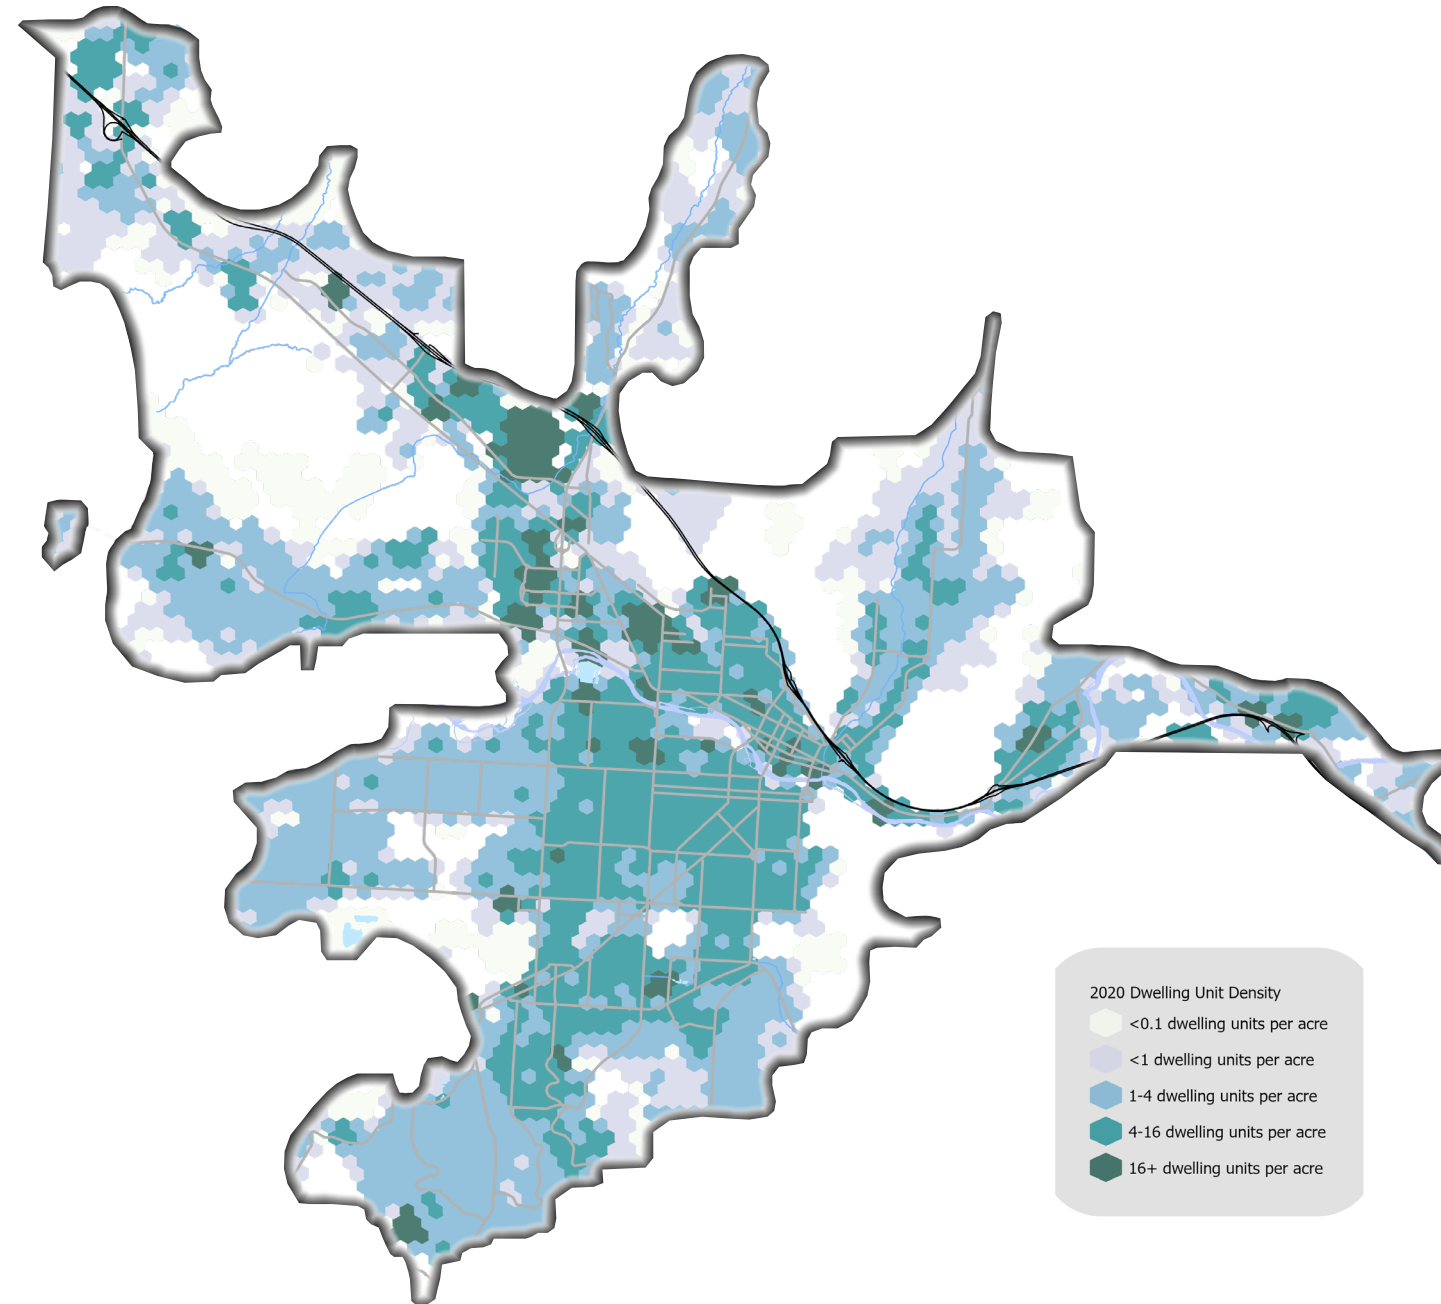 2020 Dwelling Unit Density
<0.1 dwelling units per acre
<1 dwelling units per acre
1-4 dwelling units per acre
4-16 dwelling units per acre
16+ dwelling units per acre